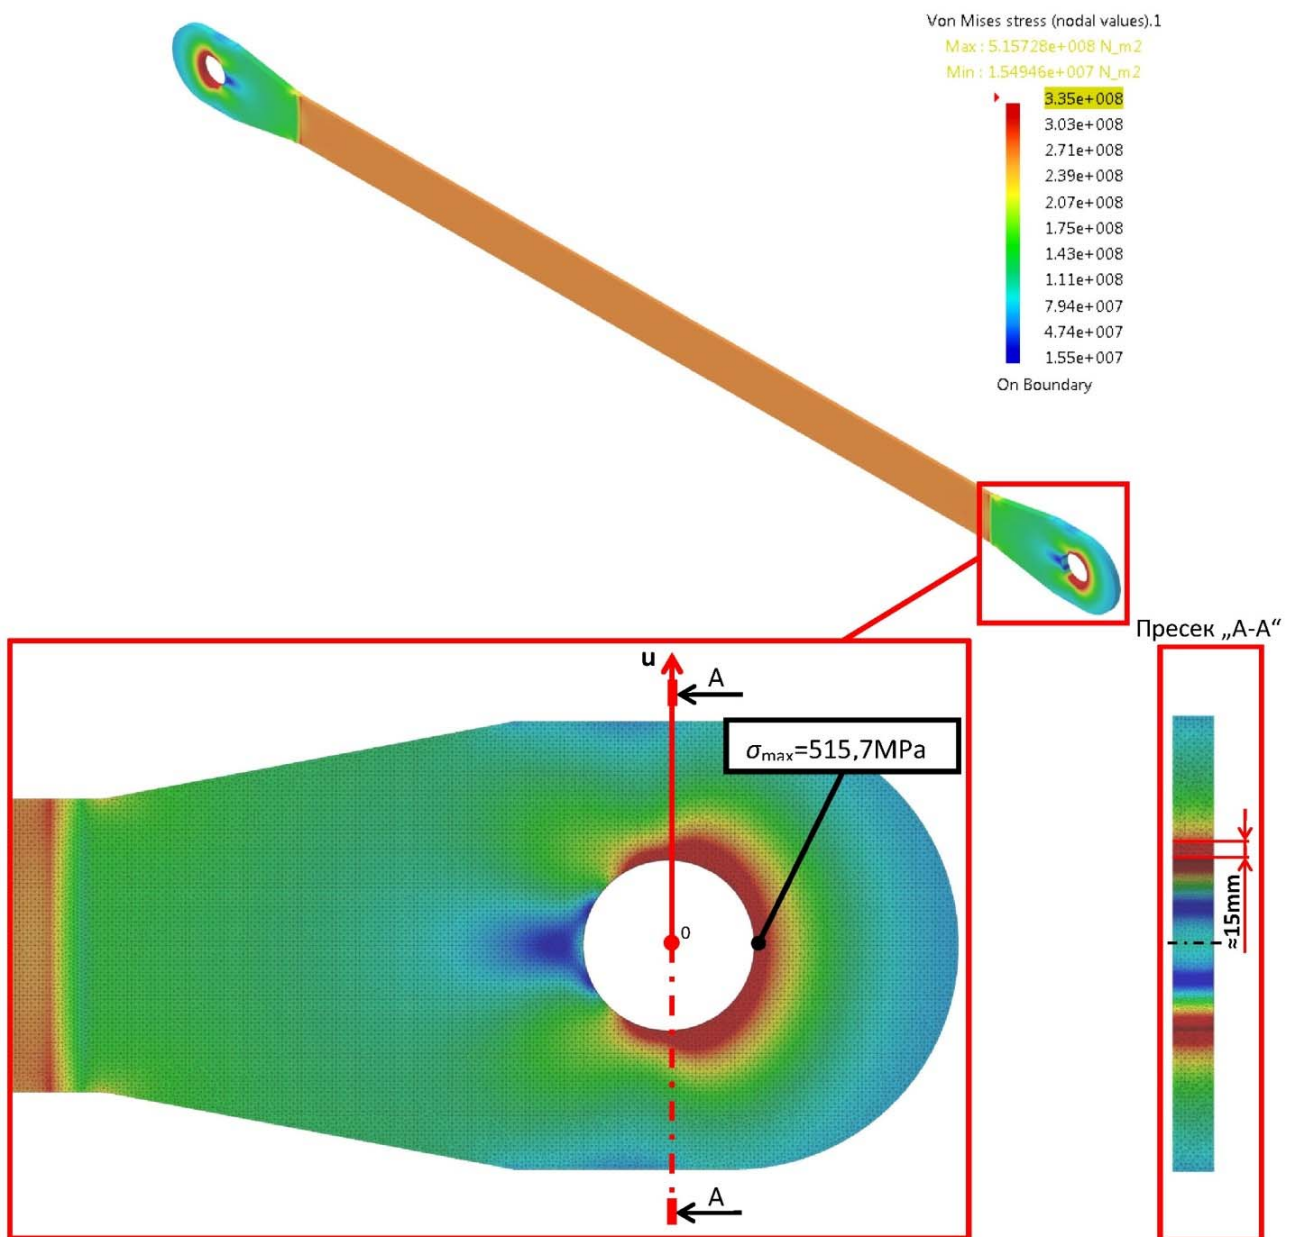 Von Mises stress (nodal values).1
Max : 5.15728e+008 N_m2
Min : 1.54946e+007 N_m2
3.35e+008
3.03e+008
2.71e+008
2.39e+008
2.07e+008
1.75e+008
1.43e+008
1.11e+008
7.94e+007
4.74e+007
1.55e+007
On Boundary
Пресек „А-А“
u
A
σmax=515,7MPa
0
≈15mm
A